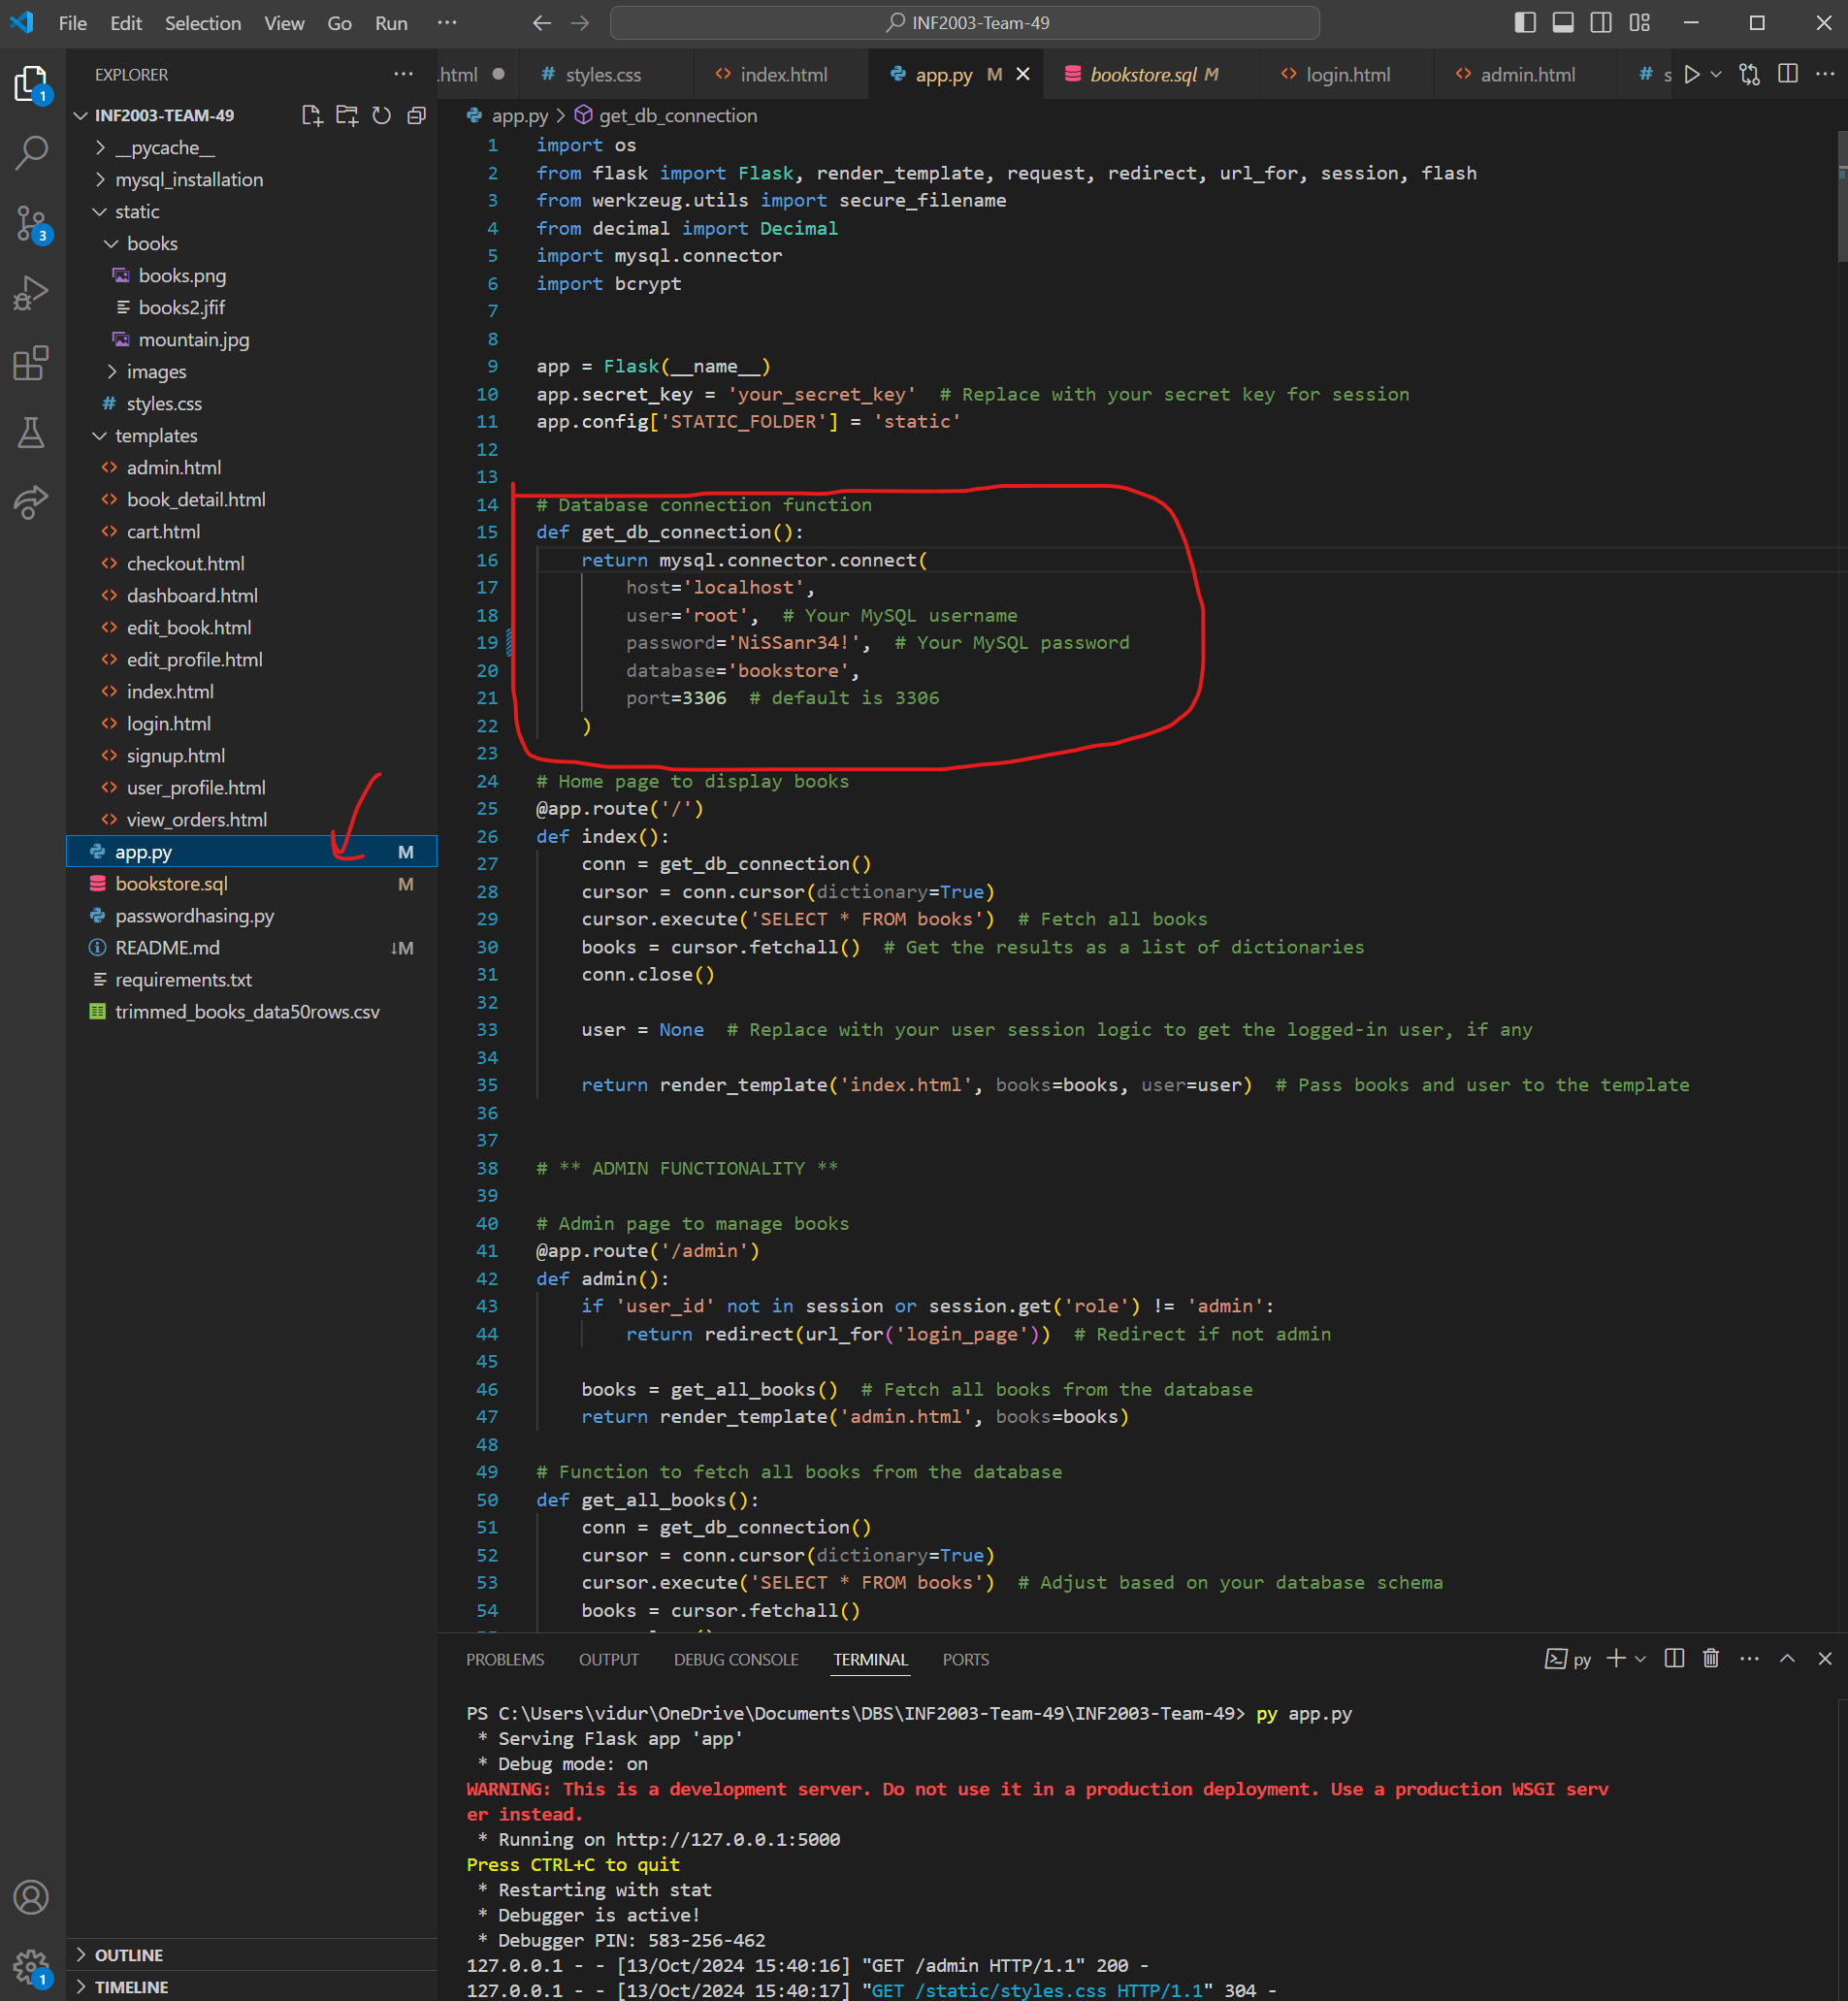 File Edit Selection View Go Run ··· INF2003-Team-49
EXPLORER ···
INF2003-TEAM-49
__pycache__
mysql_installation
static
books
books.png
books2.jfif
mountain.jpg
images
# styles.css
templates
<> admin.html
<> book_detail.html
<> cart.html
<> checkout.html
<> dashboard.html
<> edit_book.html
<> edit_profile.html
<> index.html
<> login.html
<> signup.html
<> user_profile.html
<> view_orders.html
app.py M
bookstore.sql M
passwordhasing.py
README.md ↓M
requirements.txt
trimmed_books_data50rows.csv
OUTLINE
TIMELINE
1
3
1
.html # styles.css <> index.html app.py M bookstore.sql M <> login.html <> admin.html # s
app.py > get_db_connection
1 import os
2 from flask import Flask, render_template, request, redirect, url_for, session, flash
3 from werkzeug.utils import secure_filename
4 from decimal import Decimal
5 import mysql.connector
6 import bcrypt
7
8
9 app = Flask(__name__)
10 app.secret_key = 'your_secret_key'  # Replace with your secret key for session
11 app.config['STATIC_FOLDER'] = 'static'
12
13
14 # Database connection function
15 def get_db_connection():
16     return mysql.connector.connect(
17         host='localhost',
18         user='root',  # Your MySQL username
19         password='NiSSanr34!',  # Your MySQL password
20         database='bookstore',
21         port=3306  # default is 3306
22     )
23
24 # Home page to display books
25 @app.route('/')
26 def index():
27     conn = get_db_connection()
28     cursor = conn.cursor(dictionary=True)
29     cursor.execute('SELECT * FROM books')  # Fetch all books
30     books = cursor.fetchall()  # Get the results as a list of dictionaries
31     conn.close()
32
33     user = None  # Replace with your user session logic to get the logged-in user, if any
34
35     return render_template('index.html', books=books, user=user)  # Pass books and user to the template
36
37
38 # ** ADMIN FUNCTIONALITY **
39
40 # Admin page to manage books
41 @app.route('/admin')
42 def admin():
43     if 'user_id' not in session or session.get('role') != 'admin':
44         return redirect(url_for('login_page'))  # Redirect if not admin
45
46     books = get_all_books()  # Fetch all books from the database
47     return render_template('admin.html', books=books)
48
49 # Function to fetch all books from the database
50 def get_all_books():
51     conn = get_db_connection()
52     cursor = conn.cursor(dictionary=True)
53     cursor.execute('SELECT * FROM books')  # Adjust based on your database schema
54     books = cursor.fetchall()
PROBLEMS OUTPUT DEBUG CONSOLE TERMINAL PORTS py
PS C:\Users\vidur\OneDrive\Documents\DBS\INF2003-Team-49\INF2003-Team-49> py app.py
 * Serving Flask app 'app'
 * Debug mode: on
WARNING: This is a development server. Do not use it in a production deployment. Use a production WSGI serv
er instead.
 * Running on http://127.0.0.1:5000
Press CTRL+C to quit
 * Restarting with stat
 * Debugger is active!
 * Debugger PIN: 583-256-462
127.0.0.1 - - [13/Oct/2024 15:40:16] "GET /admin HTTP/1.1" 200 -
127.0.0.1 - - [13/Oct/2024 15:40:17] "GET /static/styles.css HTTP/1.1" 304 -